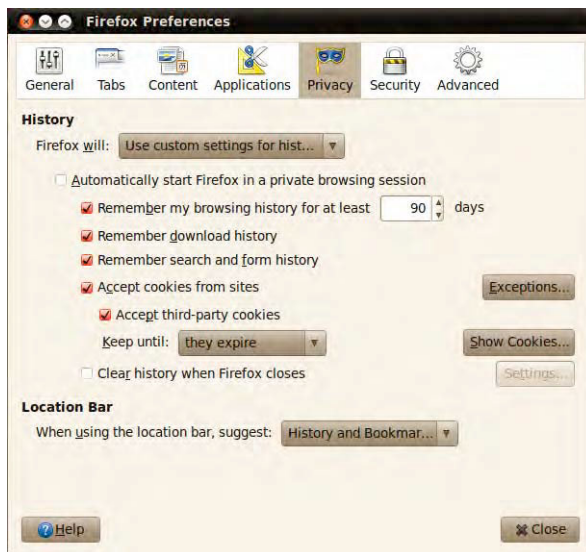 Firefox Preferences
General Tabs Content Applications Privacy Security Advanced
History
Firefox will: Use custom settings for hist...
Automatically start Firefox in a private browsing session
Remember my browsing history for at least 90 days
Remember download history
Remember search and form history
Accept cookies from sites Exceptions...
Accept third-party cookies
Keep until: they expire Show Cookies...
Clear history when Firefox closes Settings...
Location Bar
When using the location bar, suggest: History and Bookmar...
Help Close